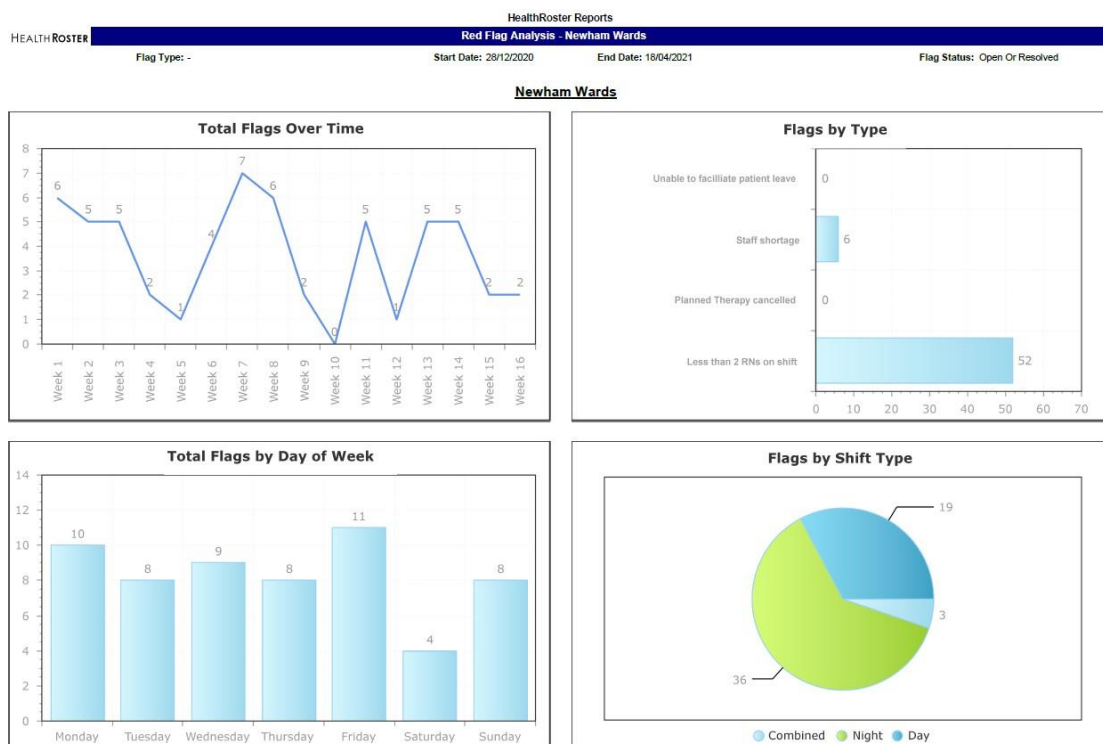 HealthRoster Reports
HEALTHROSTER
Red Flag Analysis - Newham Wards
Flag Type: - Start Date: 28/12/2020 End Date: 18/04/2021 Flag Status: Open Or Resolved
Newham Wards
Total Flags Over Time
8
7
6
5
4
3
2
1
0
6
5
5
2
1
4
7
6
2
0
5
1
5
5
2
2
Week 1
Week 2
Week 3
Week 4
Week 5
Week 6
Week 7
Week 8
Week 9
Week 10
Week 11
Week 12
Week 13
Week 14
Week 15
Week 16
Flags by Type
Unable to facilliate patient leave 0
Staff shortage 6
Planned Therapy cancelled 0
Less than 2 RNs on shift 52
0 10 20 30 40 50 60 70
Total Flags by Day of Week
14
12
10
8
6
4
2
0
10
8
9
8
11
4
8
Monday Tuesday Wednesday Thursday Friday Saturday Sunday
Flags by Shift Type
19
3
36
Combined Night Day